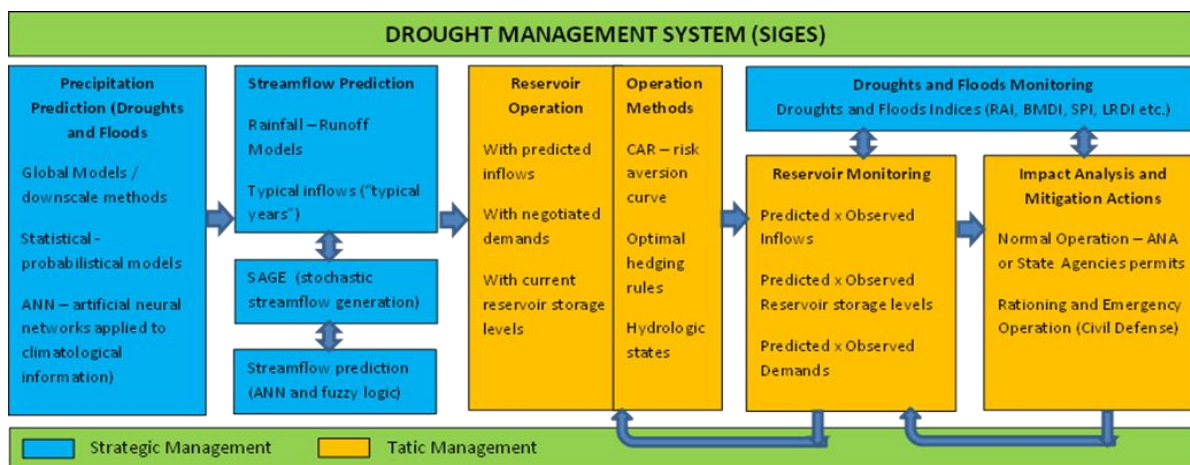 DROUGHT MANAGEMENT SYSTEM (SIGES)
Precipitation
Prediction (Droughts
and Floods
Global Models /
downscale methods
Statistical -
probabilistical models
ANN – artificial neural
networks applied to
climatological
information)
Streamflow Prediction
Rainfall – Runoff
Models
Typical inflows (“typical
years”)
SAGE (stochastic
streamflow generation)
Streamflow prediction
(ANN and fuzzy logic)
Reservoir
Operation
With predicted
inflows
With negotiated
demands
With current
reservoir storage
levels
Operation
Methods
CAR – risk
aversion
curve
Optimal
hedging
rules
Hydrologic
states
Droughts and Floods Monitoring
Droughts and Floods Indices (RAI, BMDI, SPI, LRDI etc.)
Reservoir Monitoring
Predicted x Observed
Inflows
Predicted x Observed
Reservoir storage levels
Predicted x Observed
Demands
Impact Analysis and
Mitigation Actions
Normal Operation – ANA
or State Agencies permits
Rationing and Emergency
Operation (Civil Defense)
Strategic Management
Tatic Management